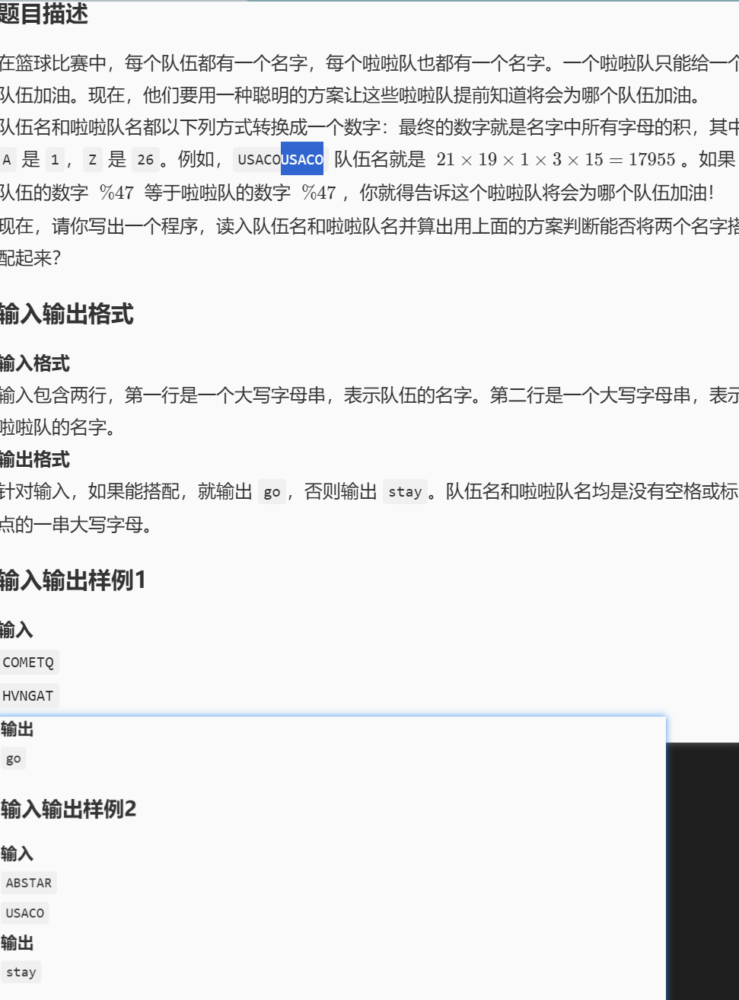 题目描述
在篮球比赛中，每个队伍都有一个名字，每个啦啦队也都有一个名字。一个啦啦队只能给一个
队伍加油。现在，他们要用一种聪明的方案让这些啦啦队提前知道将会为哪个队伍加油。
队伍名和啦啦队名都以下列方式转换成一个数字：最终的数字就是名字中所有字母的积，其中
A 是 1 ，Z 是 26 。例如，USACOUSACO 队伍名就是 21 × 19 × 1 × 3 × 15 = 17955 。如果
队伍的数字 %47 等于啦啦队的数字 %47 ，你就得告诉这个啦啦队将会为哪个队伍加油！
现在，请你写出一个程序，读入队伍名和啦啦队名并算出用上面的方案判断能否将两个名字搭
配起来？
输入输出格式
输入格式
输入包含两行，第一行是一个大写字母串，表示队伍的名字。第二行是一个大写字母串，表示
啦啦队的名字。
输出格式
针对输入，如果能搭配，就输出 go ，否则输出 stay 。队伍名和啦啦队名均是没有空格或标
点的一串大写字母。
输入输出样例1
输入
COMETQ
HVNGAT
输出
go
输入输出样例2
输入
ABSTAR
USACO
输出
stay